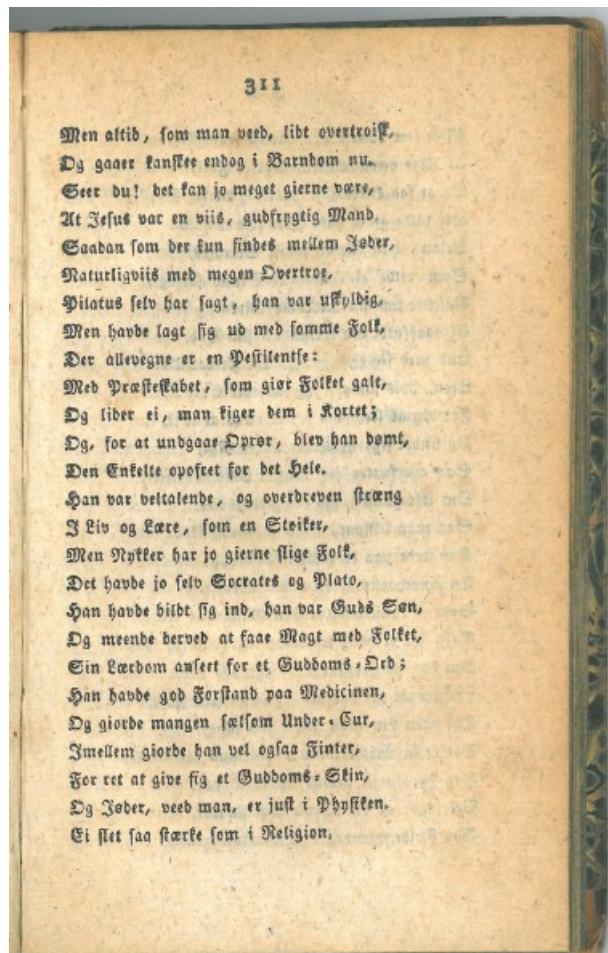 311
Men altid, som man veed, lidt overtroisk,
Og gaaer kanskee endog i Barndom nu.
Seer du! det kan jo meget gierne være,
At Jesus var en viis, gudfrygtig Mand,
Saadan som der kun findes mellem Jøder,
Naturligviis med megen Overtroe,
Pilatus selv har sagt, han var uskyldig,
Men havde lagt sig ud med somme Folk,
Der allevegne er en Pestilentse:
Med Præsteskabet, som giør Folket galt,
Og lider ei, man kiger dem i Kortet;
Og, for at undgaae Oprør, blev han dømt,
Den Enkelte opofret for det Hele.
Han var veltalende, og overdreven stræng
I Liv og Lære, som en Stoiker,
Men Nykker har jo gierne slige Folk,
Det havde jo selv Socrates og Plato,
Han havde bildt sig ind, han var Guds Søn,
Og meende derved at faae Magt med Folket,
Sin Lærdom anseet for et Guddoms-Ord;
Han havde god Forstand paa Medicinen,
Og giorde mangen sælsom Under-Cur,
Imellem giorde han vel ogsaa Finter,
For ret at give sig et Guddoms-Skin,
Og Jøder, veed man, er just i Physiken.
Ei slet saa stærke som i Religion.